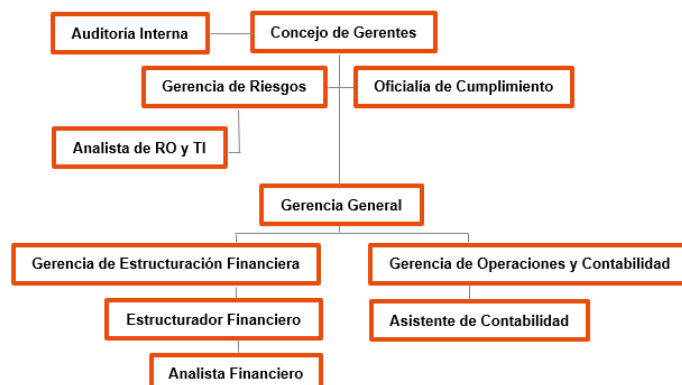 Auditoría Interna
Concejo de Gerentes
Gerencia de Riesgos
Oficialía de Cumplimiento
Analista de RO y TI
Gerencia General
Gerencia de Estructuración Financiera
Gerencia de Operaciones y Contabilidad
Estructurador Financiero
Asistente de Contabilidad
Analista Financiero